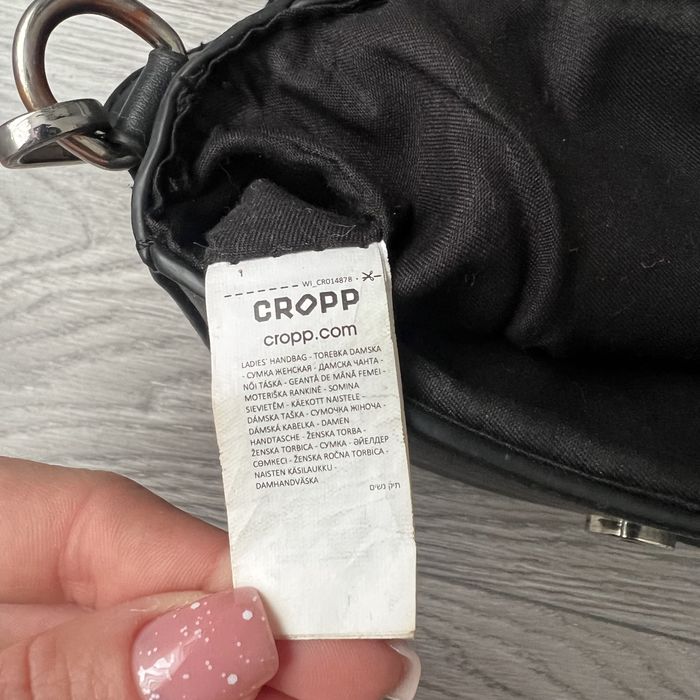 WI_CR014878
CROPP
cropp.com
LADIES' HANDBAG - TOREBKA DAMSKA
- СУМКА ЖЕНСКАЯ - ДАМСКА ЧАНТА -
NŐI TÁSKA - GEANTĂ DE MÂNĂ FEMEI -
MOTERIŠKA RANKINĖ - SOMINA
SIEVIETĒM - KÄEKOTT NAISTELE -
DÁMSKA TAŠKA - СУМОЧКА ЖІНОЧА -
DÁMSKÁ KABELKA - DAMEN
HANDTASCHE - ŽENSKA TORBA -
ŽENSKA TORBICA - СУМКА - ӘЙЕЛДЕР
СӨМКЕСІ - ŽENSKA ROČNA TORBICA -
NAISTEN KÄSILAUKKU -
DAMHANDVÄSKA תיק נשים